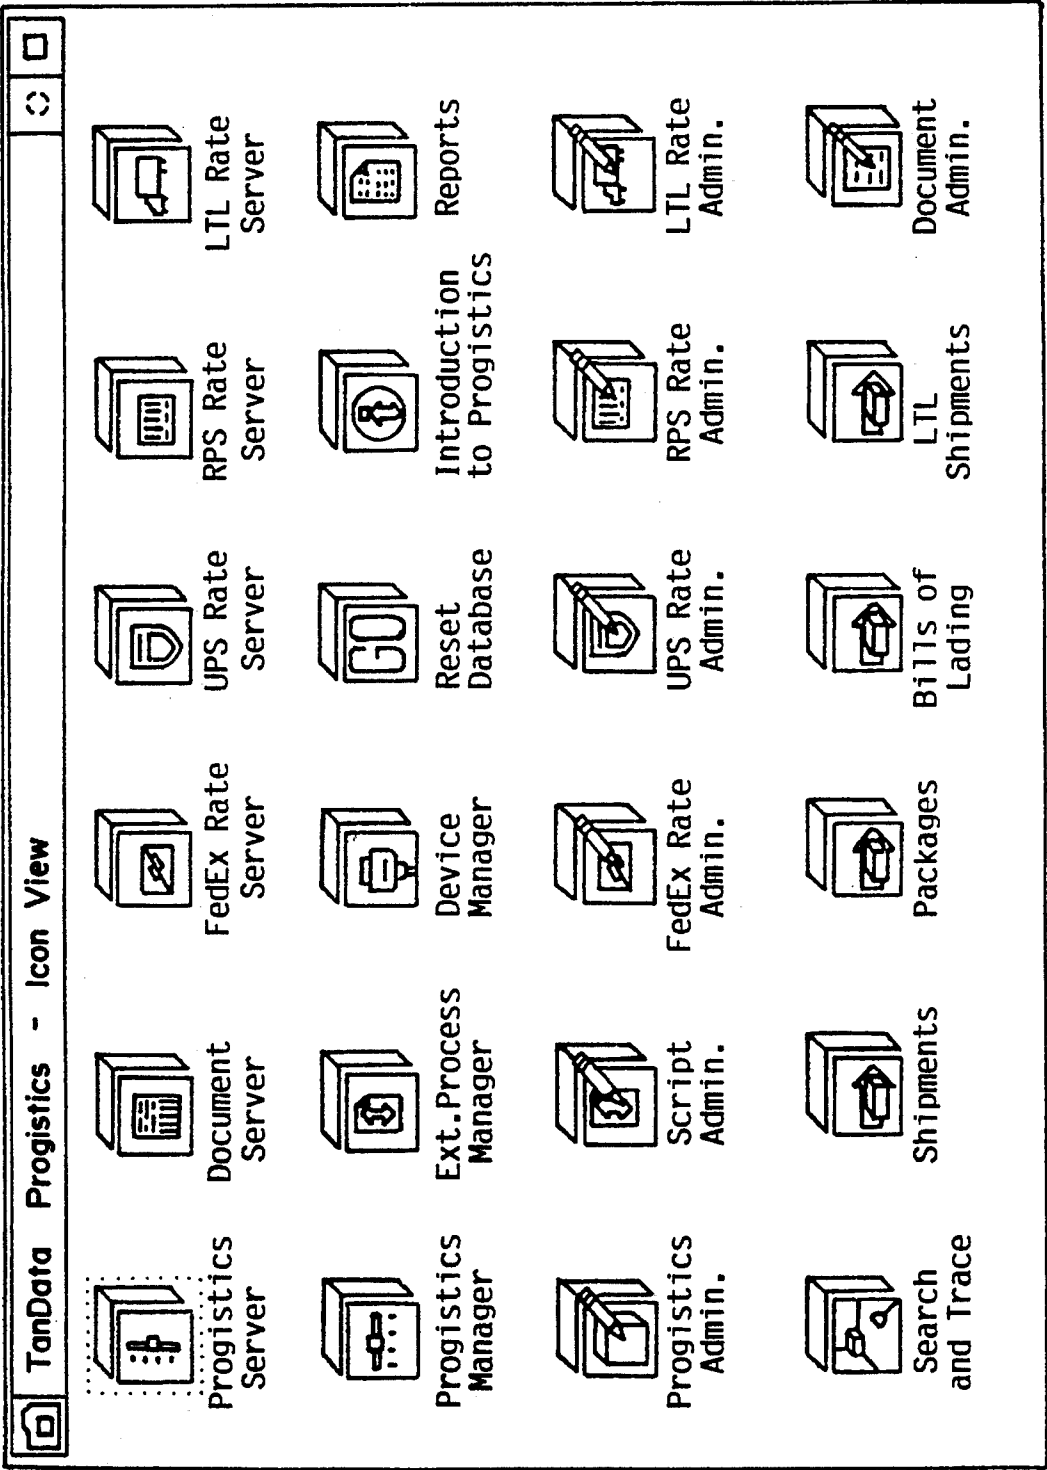 TanData Progistics - Icon View
Progistics
Server
Document
Server
FedEx Rate
Server
UPS Rate
Server
RPS Rate
Server
LTL Rate
Server
Progistics
Manager
Ext.Process
Manager
Device
Manager
Reset
Database
Introduction
to Progistics
Reports
Progistics
Admin.
Script
Admin.
FedEx Rate
Admin.
UPS Rate
Admin.
RPS Rate
Admin.
LTL Rate
Admin.
Search
and Trace
Shipments
Packages
Bills of
Lading
LTL
Shipments
Document
Admin.